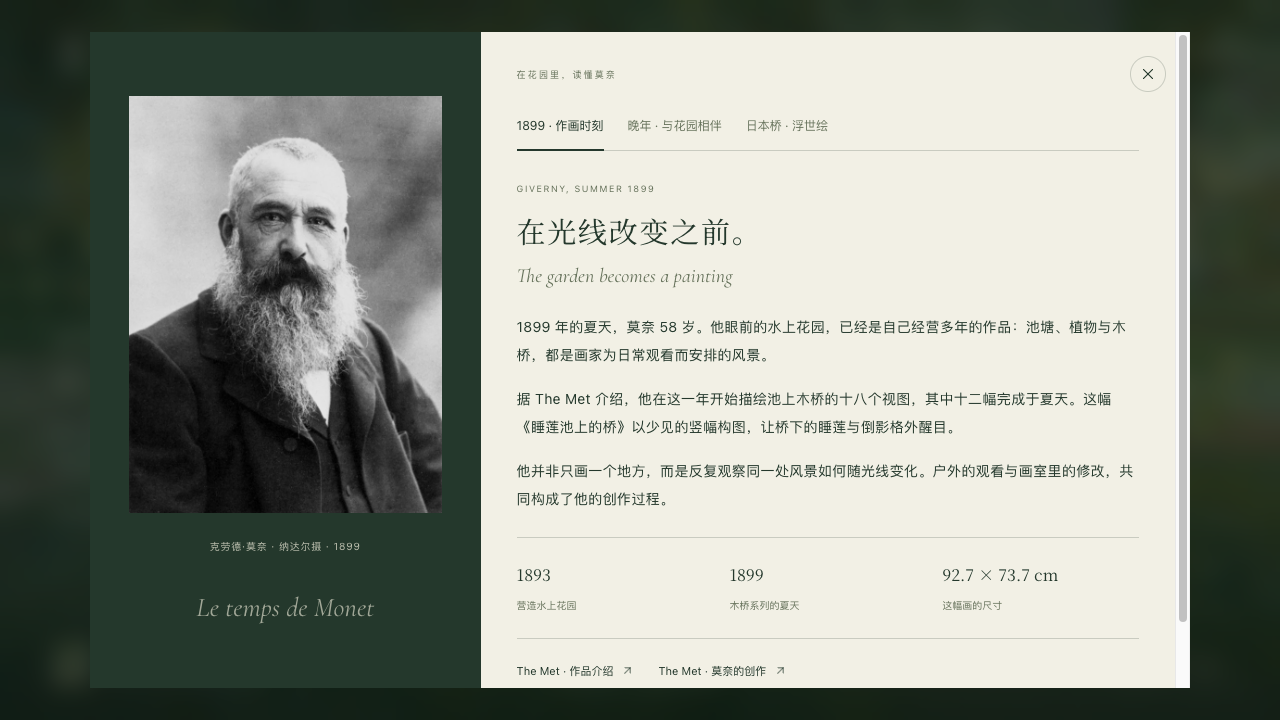 克劳德·莫奈 · 纳达尔摄 · 1899
Le temps de Monet
在花园里，读懂莫奈
1899 · 作画时刻
晚年 · 与花园相伴
日本桥 · 浮世绘
GIVERNY, SUMMER 1899
在光线改变之前。
The garden becomes a painting
1899 年的夏天，莫奈 58 岁。他眼前的水上花园，已经是自己经营多年的作品：池塘、植物与木
桥，都是画家为日常观看而安排的风景。
据 The Met 介绍，他在这一年开始描绘池上木桥的十八个视图，其中十二幅完成于夏天。这幅
《睡莲池上的桥》以少见的竖幅构图，让桥下的睡莲与倒影格外醒目。
他并非只画一个地方，而是反复观察同一处风景如何随光线变化。户外的观看与画室里的修改，共
同构成了他的创作过程。
1893
营造水上花园
1899
木桥系列的夏天
92.7 × 73.7 cm
这幅画的尺寸
The Met · 作品介绍 ↗
The Met · 莫奈的创作 ↗